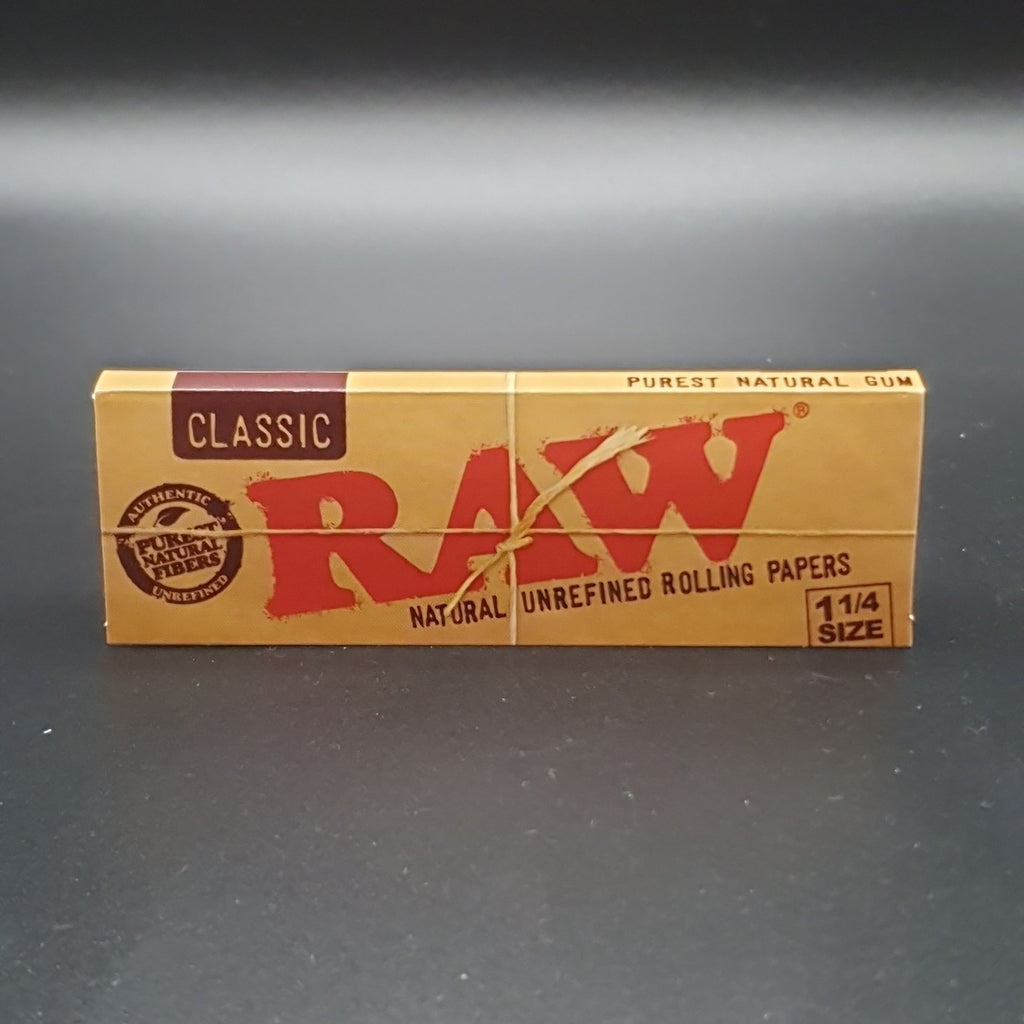 PUREST NATURAL GUM
CLASSIC
RAW®
AUTHENTIC
PUREST
NATURAL
FIBERS
UNREFINED
NATURAL UNREFINED ROLLING PAPERS
1 1/4
SIZE